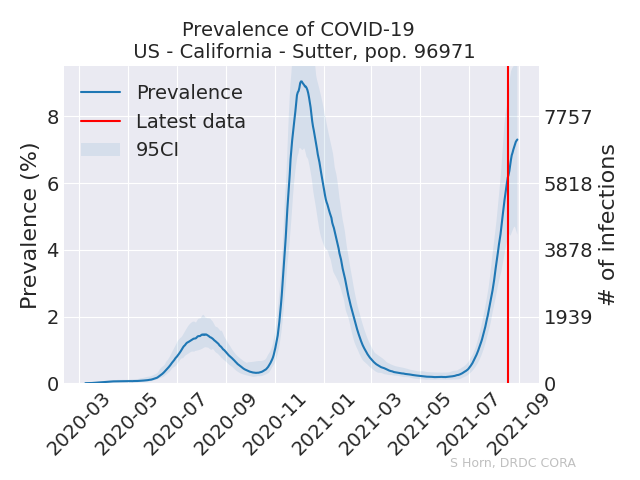 Prevalence of COVID-19
US - California - Sutter, pop. 96971
Prevalence
Latest data
95CI
Prevalence (%)
8
6
4
2
0
7757
5818
3878
1939
0
# of infections
2020-03
2020-07
2020-09
2020-11
2021-01
2021-03
2021-05
2021-07
2021-09
S Horn, DRDC CORA